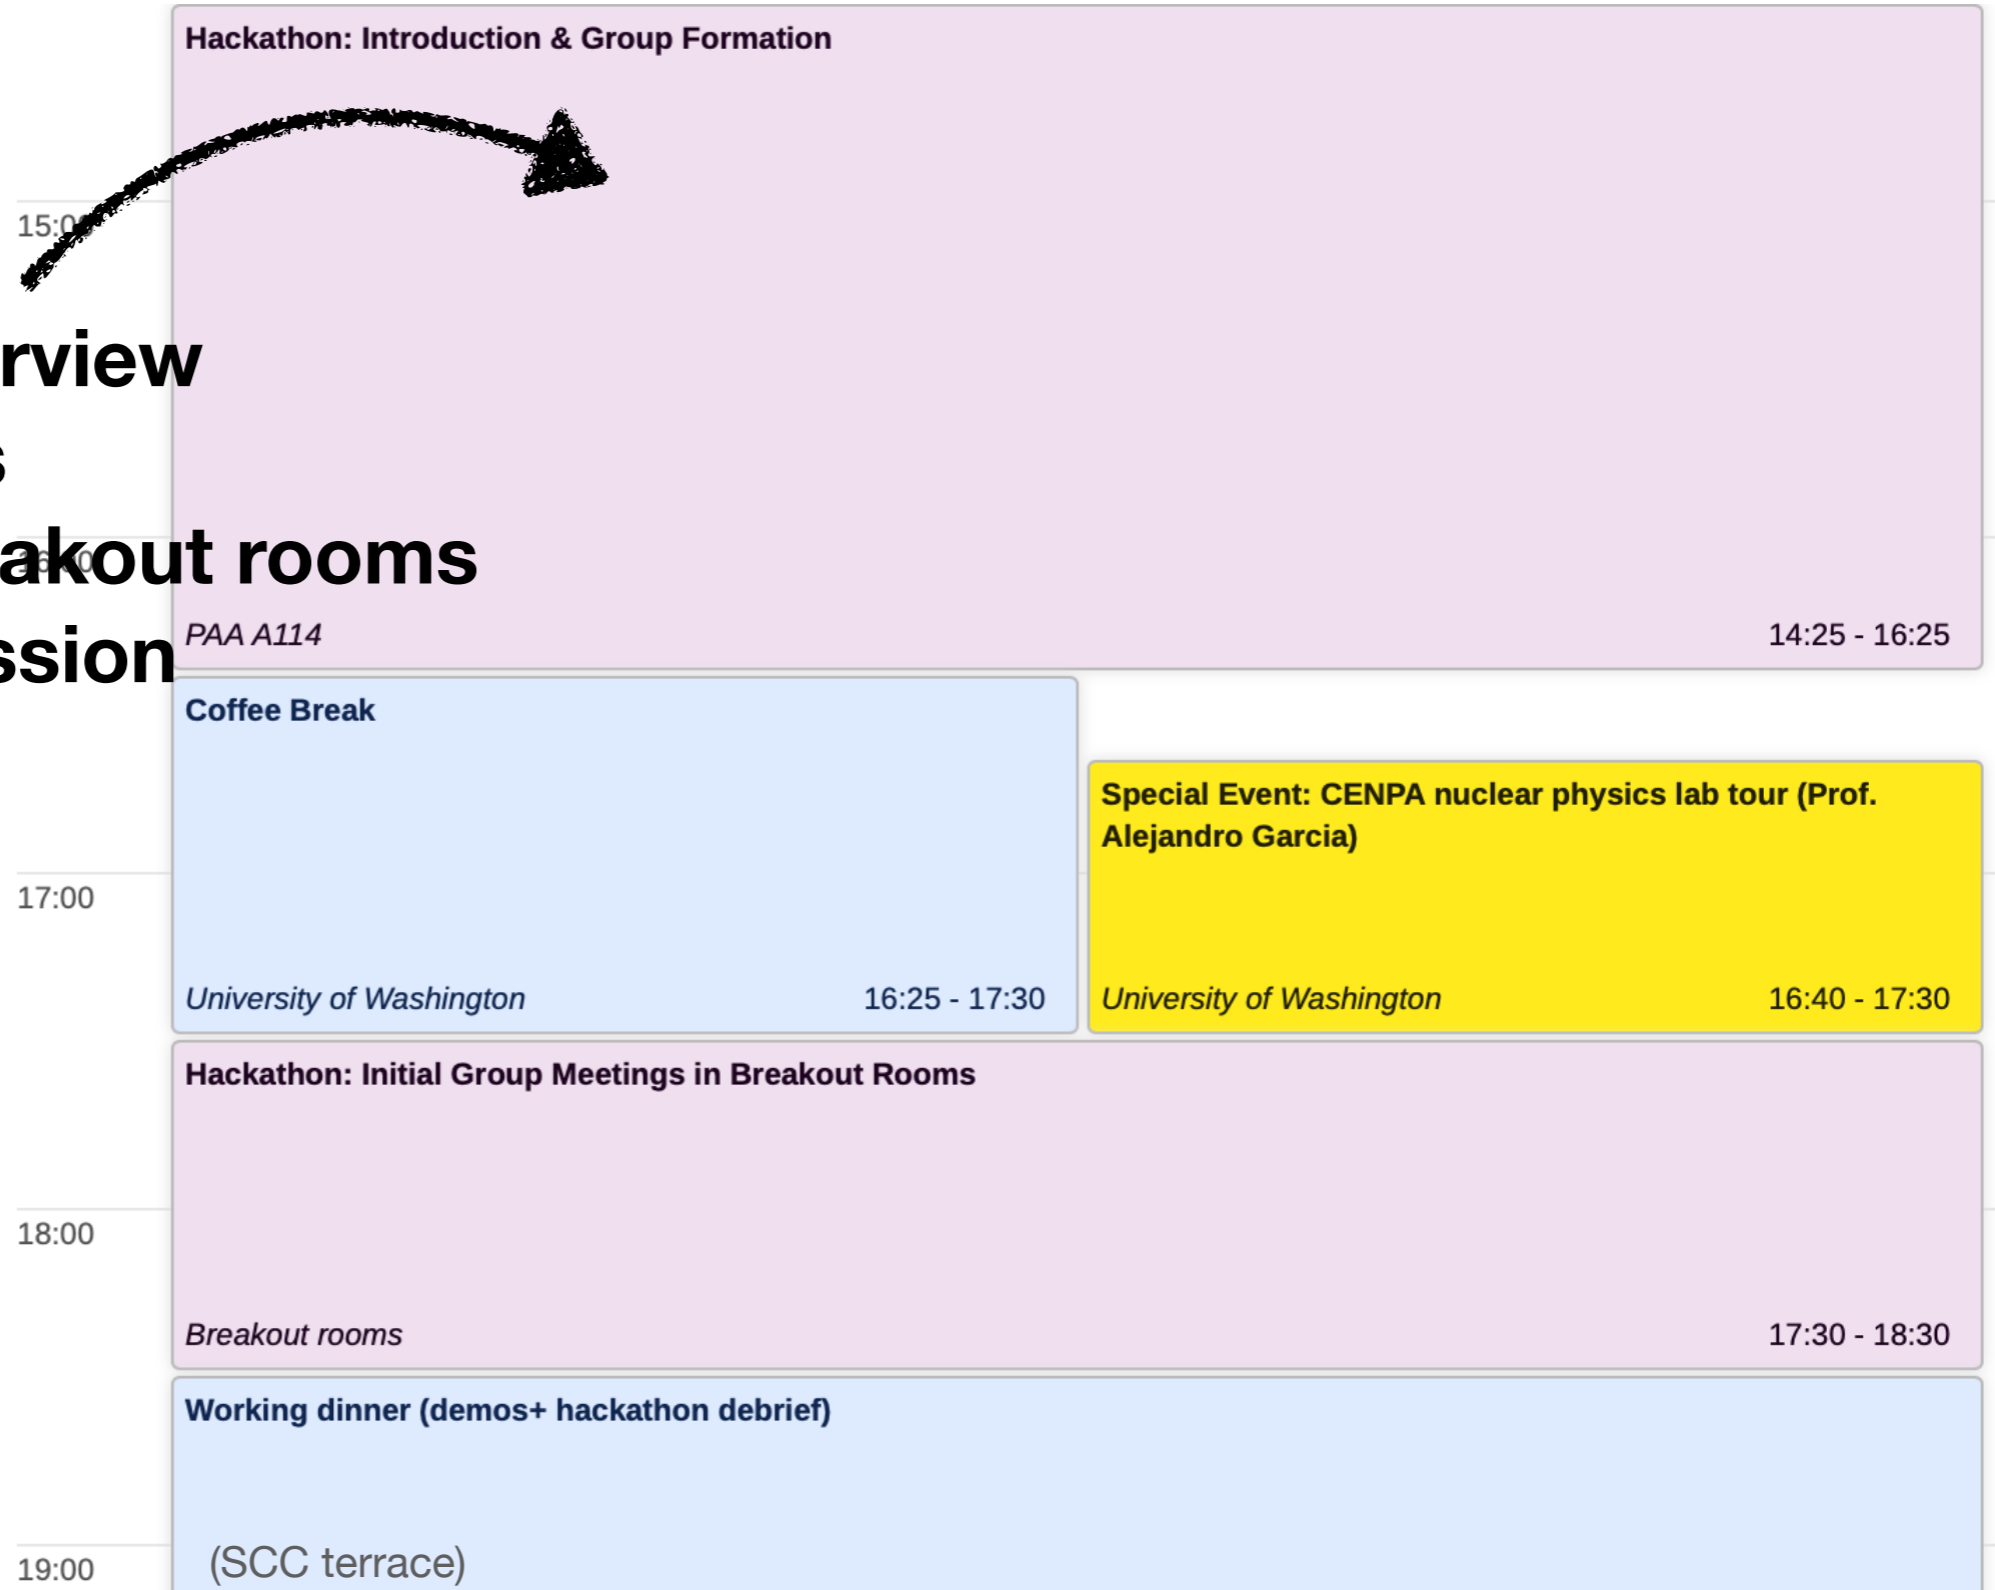 Hackathon: Introduction & Group Formation
15:00
rview
s
16:00
akout rooms
PAA A114
14:25 - 16:25
ssion
Coffee Break
Special Event: CENPA nuclear physics lab tour (Prof.
Alejandro Garcia)
17:00
University of Washington
16:25 - 17:30
University of Washington
16:40 - 17:30
Hackathon: Initial Group Meetings in Breakout Rooms
18:00
Breakout rooms
17:30 - 18:30
Working dinner (demos+ hackathon debrief)
19:00
(SCC terrace)